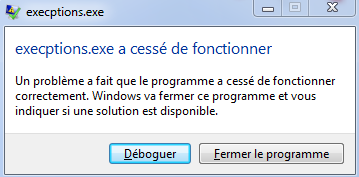 execptions.exe
execptions.exe a cessé de fonctionner
Un problème a fait que le programme a cessé de fonctionner
correctement. Windows va fermer ce programme et vous
indiquer si une solution est disponible.
Déboguer
Fermer le programme